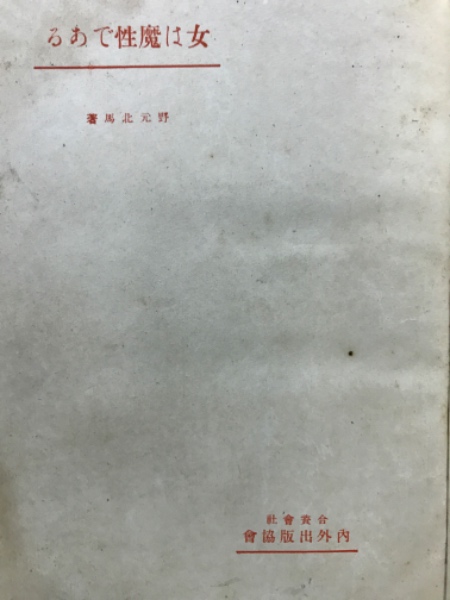 女は魔性である
野元北馬著
合資會社
內外出版協會